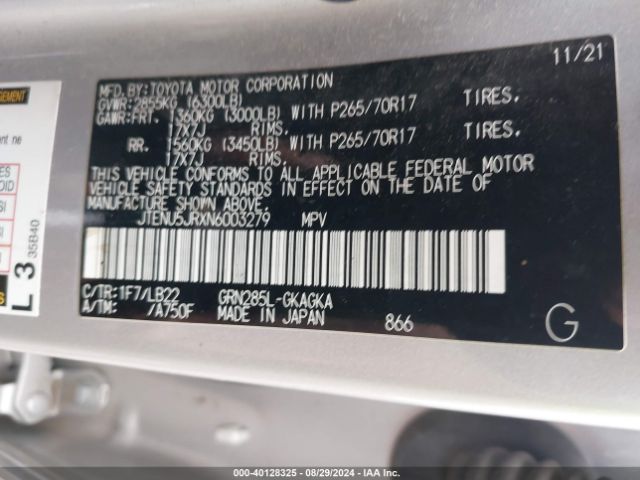 11/21
MFD.BY:TOYOTA MOTOR CORPORATION
GVWR:2855KG (6300LB)
GAWR:FRT. 1360KG (3000LB) WITH P265/70R17 TIRES.
17X7J RIMS.
RR. 1560KG (3450LB) WITH P265/70R17 TIRES.
17X7J RIMS.
THIS VEHICLE CONFORMS TO ALL APPLICABLE FEDERAL MOTOR
VEHICLE SAFETY STANDARDS IN EFFECT ON THE DATE OF
MANUFACTURE SHOWN ABOVE.
JTENU5JRXN6003279 MPV
C/TR:1F7/LB22 GRN285L-GKAGKA
A/TM: /A750F MADE IN JAPAN 866
G
L 3
35B40
000-40128325 - 08/29/2024 - IAA Inc.